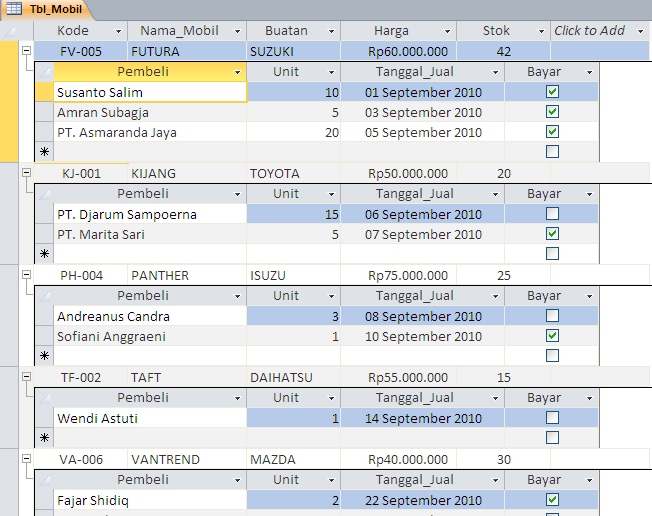 Tbl_Mobil
Kode Nama_Mobil Buatan Harga Stok Click to Add
FV-005 FUTURA SUZUKI Rp60.000.000 42
Pembeli Unit Tanggal_Jual Bayar
Susanto Salim 10 01 September 2010
Amran Subagja 5 03 September 2010
PT. Asmaranda Jaya 20 05 September 2010
KJ-001 KIJANG TOYOTA Rp50.000.000 20
Pembeli Unit Tanggal_Jual Bayar
PT. Djarum Sampoerna 15 06 September 2010
PT. Marita Sari 5 07 September 2010
PH-004 PANTHER ISUZU Rp75.000.000 25
Pembeli Unit Tanggal_Jual Bayar
Andreanus Candra 3 08 September 2010
Sofiani Anggraeni 1 10 September 2010
TF-002 TAFT DAIHATSU Rp55.000.000 15
Pembeli Unit Tanggal_Jual Bayar
Wendi Astuti 1 14 September 2010
VA-006 VANTREND MAZDA Rp40.000.000 30
Pembeli Unit Tanggal_Jual Bayar
Fajar Shidiq 2 22 September 2010